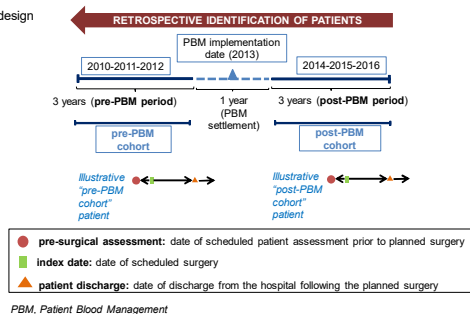 design
RETROSPECTIVE IDENTIFICATION OF PATIENTS
PBM implementation
date (2013)
2010-2011-2012
2014-2015-2016
3 years (pre-PBM period)
1 year
(PBM
settlement)
3 years (post-PBM period)
pre-PBM
cohort
post-PBM
cohort
Illustrative
“pre-PBM
cohort”
patient
Illustrative
“post-PBM
cohort”
patient
pre-surgical assessment: date of scheduled patient assessment prior to planned surgery
index date: date of scheduled surgery
patient discharge: date of discharge from the hospital following the planned surgery
PBM, Patient Blood Management